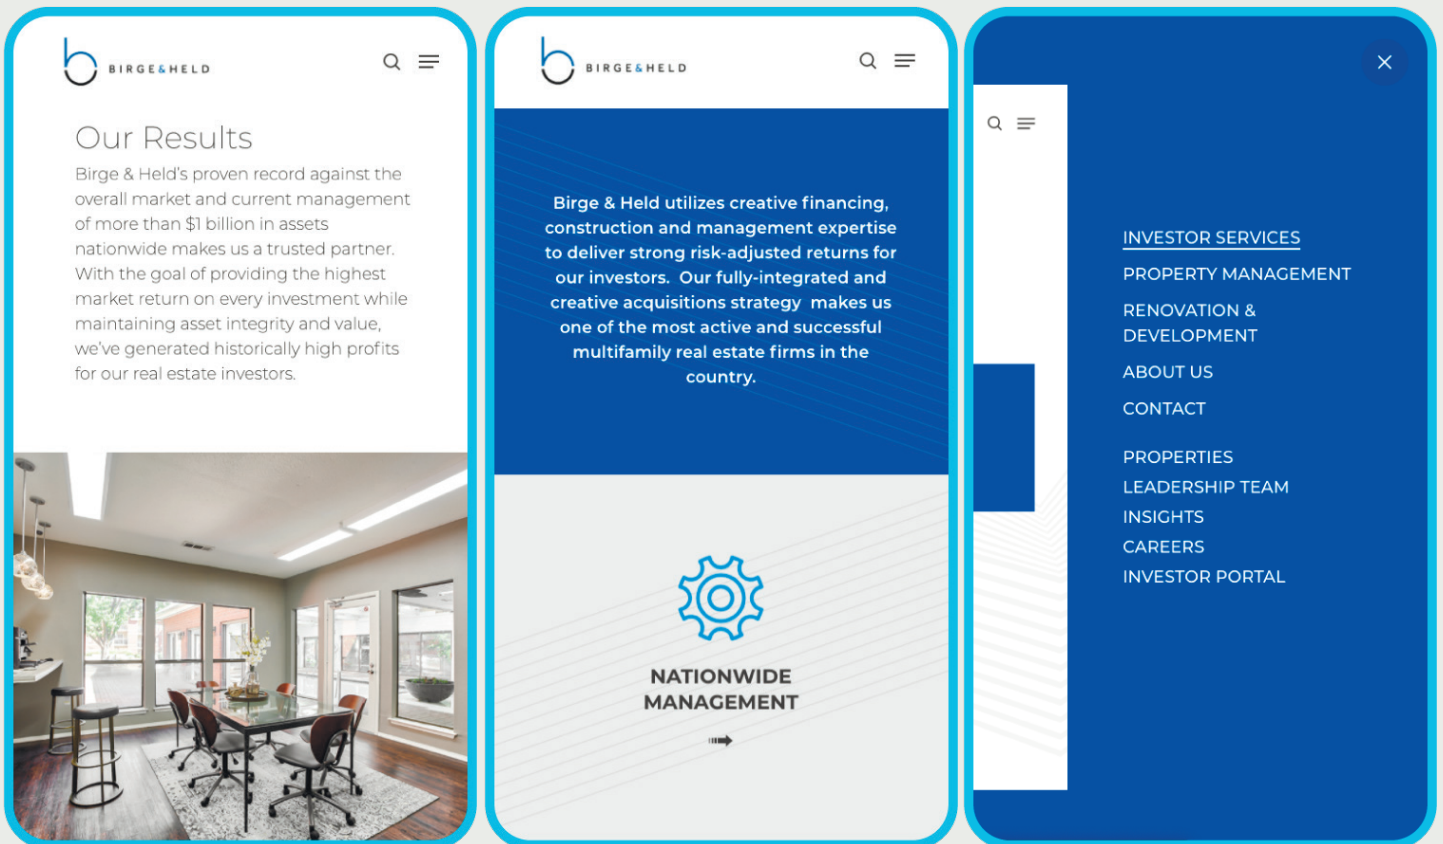 BIRGE&HELD
Our Results
Birge & Held's proven record against the
overall market and current management
of more than $1 billion in assets
nationwide makes us a trusted partner.
With the goal of providing the highest
market return on every investment while
maintaining asset integrity and value,
we've generated historically high profits
for our real estate investors.
BIRGE&HELD
Birge & Held utilizes creative financing,
construction and management expertise
to deliver strong risk-adjusted returns for
our investors.  Our fully-integrated and
creative acquisitions strategy  makes us
one of the most active and successful
multifamily real estate firms in the
country.
NATIONWIDE
MANAGEMENT
INVESTOR SERVICES
PROPERTY MANAGEMENT
RENOVATION &
DEVELOPMENT
ABOUT US
CONTACT
PROPERTIES
LEADERSHIP TEAM
INSIGHTS
CAREERS
INVESTOR PORTAL